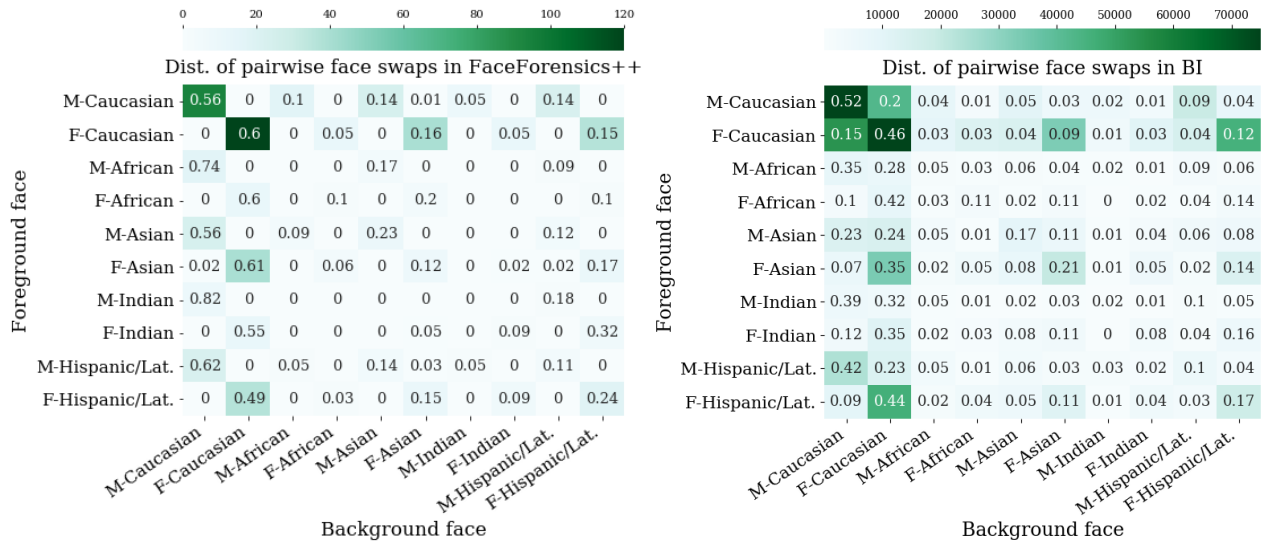 0 20 40 60 80 100 120
Dist. of pairwise face swaps in FaceForensics++
Foreground face
M-Caucasian 0.56 0 0.1 0 0.14 0.01 0.05 0 0.14 0
F-Caucasian 0 0.6 0 0.05 0 0.16 0 0.05 0 0.15
M-African 0.74 0 0 0 0.17 0 0 0 0.09 0
F-African 0 0.6 0 0.1 0 0.2 0 0 0 0.1
M-Asian 0.56 0 0.09 0 0.23 0 0 0 0.12 0
F-Asian 0.02 0.61 0 0.06 0 0.12 0 0.02 0.02 0.17
M-Indian 0.82 0 0 0 0 0 0 0 0.18 0
F-Indian 0 0.55 0 0 0 0.05 0 0.09 0 0.32
M-Hispanic/Lat. 0.62 0 0.05 0 0.14 0.03 0.05 0 0.11 0
F-Hispanic/Lat. 0 0.49 0 0.03 0 0.15 0 0.09 0 0.24
M-Caucasian F-Caucasian M-African F-African M-Asian F-Asian M-Indian F-Indian M-Hispanic/Lat. F-Hispanic/Lat.
Background face
10000 20000 30000 40000 50000 60000 70000
Dist. of pairwise face swaps in BI
Foreground face
M-Caucasian 0.52 0.2 0.04 0.01 0.05 0.03 0.02 0.01 0.09 0.04
F-Caucasian 0.15 0.46 0.03 0.03 0.04 0.09 0.01 0.03 0.04 0.12
M-African 0.35 0.28 0.05 0.03 0.06 0.04 0.02 0.01 0.09 0.06
F-African 0.1 0.42 0.03 0.11 0.02 0.11 0 0.02 0.04 0.14
M-Asian 0.23 0.24 0.05 0.01 0.17 0.11 0.01 0.04 0.06 0.08
F-Asian 0.07 0.35 0.02 0.05 0.08 0.21 0.01 0.05 0.02 0.14
M-Indian 0.39 0.32 0.05 0.01 0.02 0.03 0.02 0.01 0.1 0.05
F-Indian 0.12 0.35 0.02 0.03 0.08 0.11 0 0.08 0.04 0.16
M-Hispanic/Lat. 0.42 0.23 0.05 0.01 0.06 0.03 0.03 0.02 0.1 0.04
F-Hispanic/Lat. 0.09 0.44 0.02 0.04 0.05 0.11 0.01 0.04 0.03 0.17
M-Caucasian F-Caucasian M-African F-African M-Asian F-Asian M-Indian F-Indian M-Hispanic/Lat. F-Hispanic/Lat.
Background face